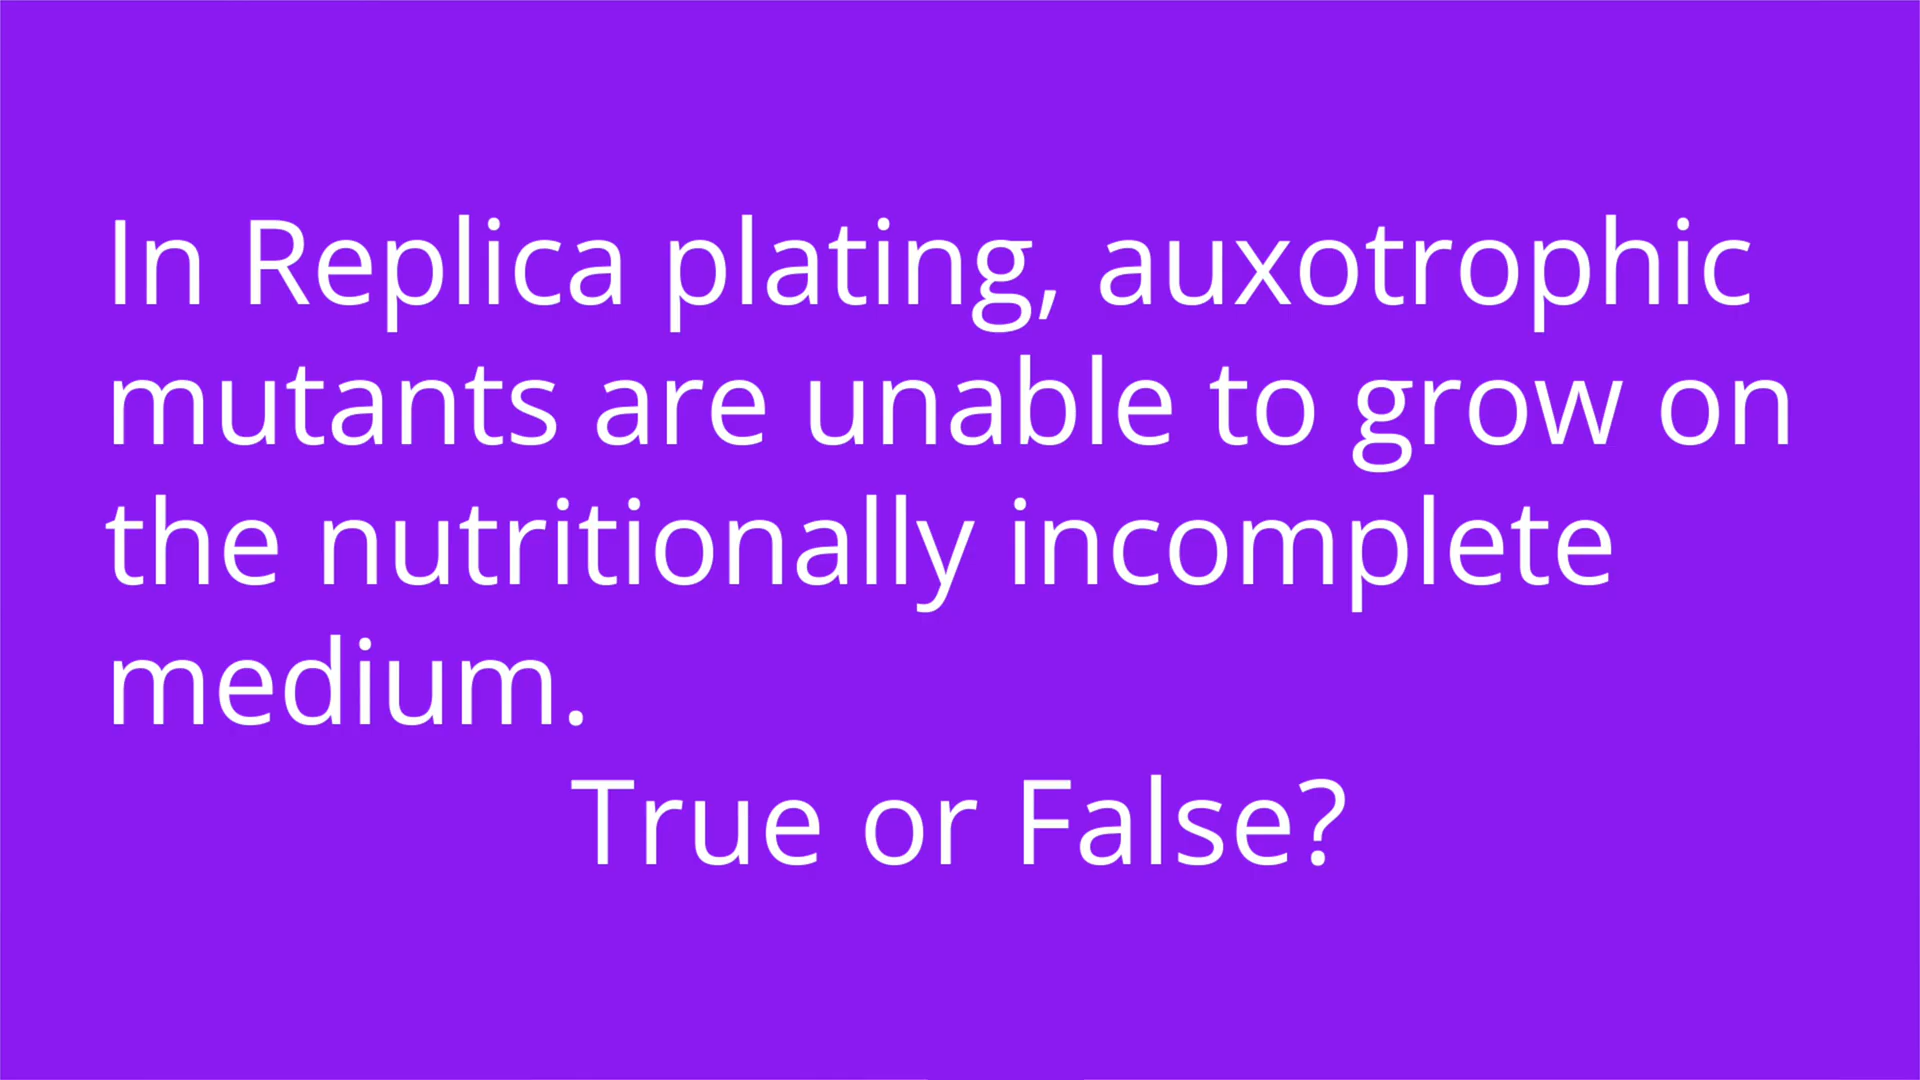 In Replica plating, auxotrophic
mutants are unable to grow on
the nutritionally incomplete
medium.
True or False?